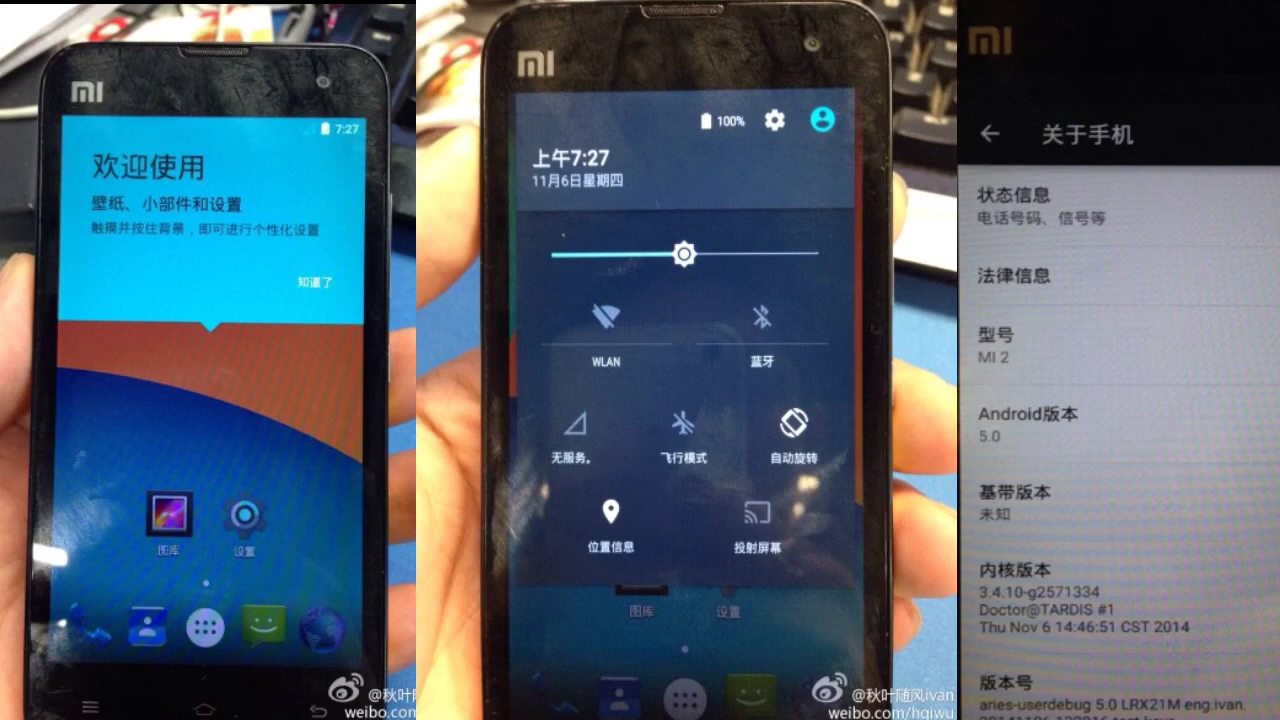 mi
7:27
欢迎使用
壁纸、小部件和设置
触摸并按住背景，即可进行个性化设置
知道了
图库
设置
@秋叶
weibo.com/
mi
100%
上午7:27
11月6日星期四
WLAN
蓝牙
无服务。
飞行模式
自动旋转
位置信息
投射屏幕
图库
设置
@秋叶随风ivan
weibo.com/hqiwu
mi
关于手机
状态信息
电话号码、信号等
法律信息
型号
MI 2
Android版本
5.0
基带版本
未知
内核版本
3.4.10-g2571334
Doctor@TARDIS #1
Thu Nov 6 14:46:51 CST 2014
版本号
aries-userdebug 5.0 LRX21M eng.ivan.